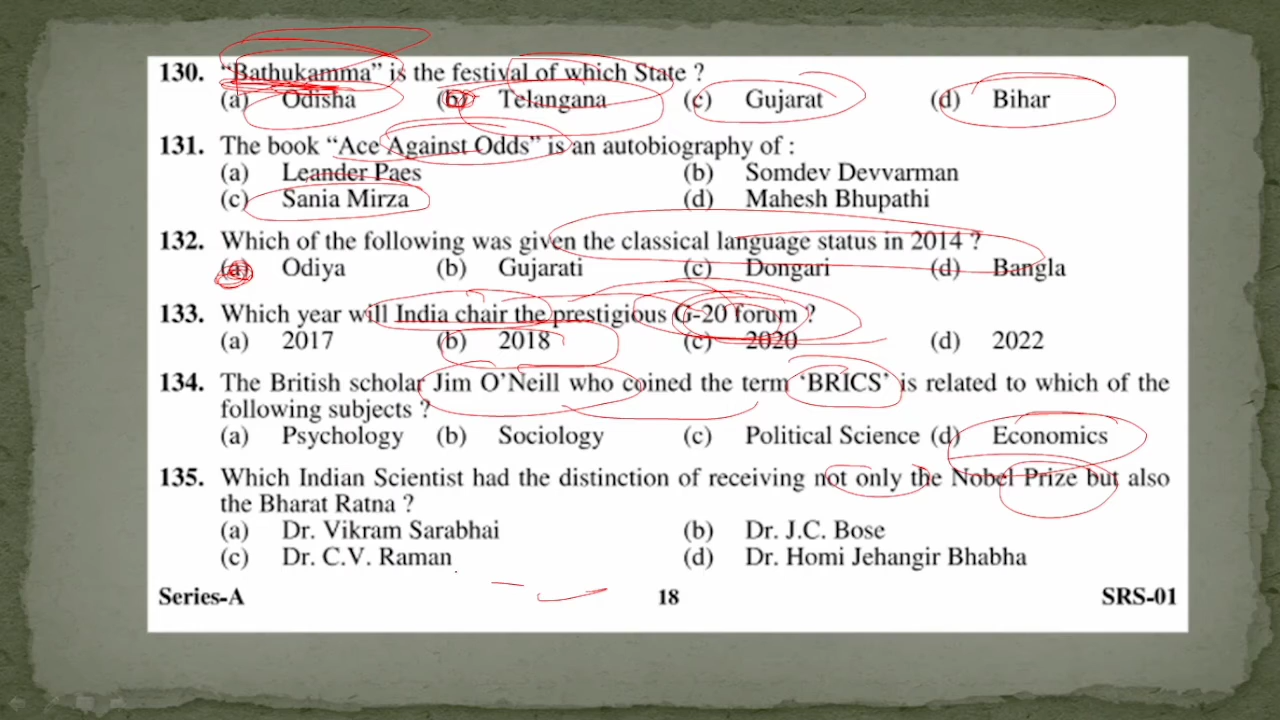 130. “Bathukamma” is the festival of which State ?
(a) Odisha (b) Telangana (c) Gujarat (d) Bihar
131. The book “Ace Against Odds” is an autobiography of :
(a) Leander Paes (b) Somdev Devvarman
(c) Sania Mirza (d) Mahesh Bhupathi
132. Which of the following was given the classical language status in 2014 ?
(a) Odiya (b) Gujarati (c) Dongari (d) Bangla
133. Which year will India chair the prestigious G-20 forum ?
(a) 2017 (b) 2018 (c) 2020 (d) 2022
134. The British scholar Jim O’Neill who coined the term ‘BRICS’ is related to which of the
following subjects ?
(a) Psychology (b) Sociology (c) Political Science (d) Economics
135. Which Indian Scientist had the distinction of receiving not only the Nobel Prize but also
the Bharat Ratna ?
(a) Dr. Vikram Sarabhai (b) Dr. J.C. Bose
(c) Dr. C.V. Raman (d) Dr. Homi Jehangir Bhabha
Series-A 18 SRS-01